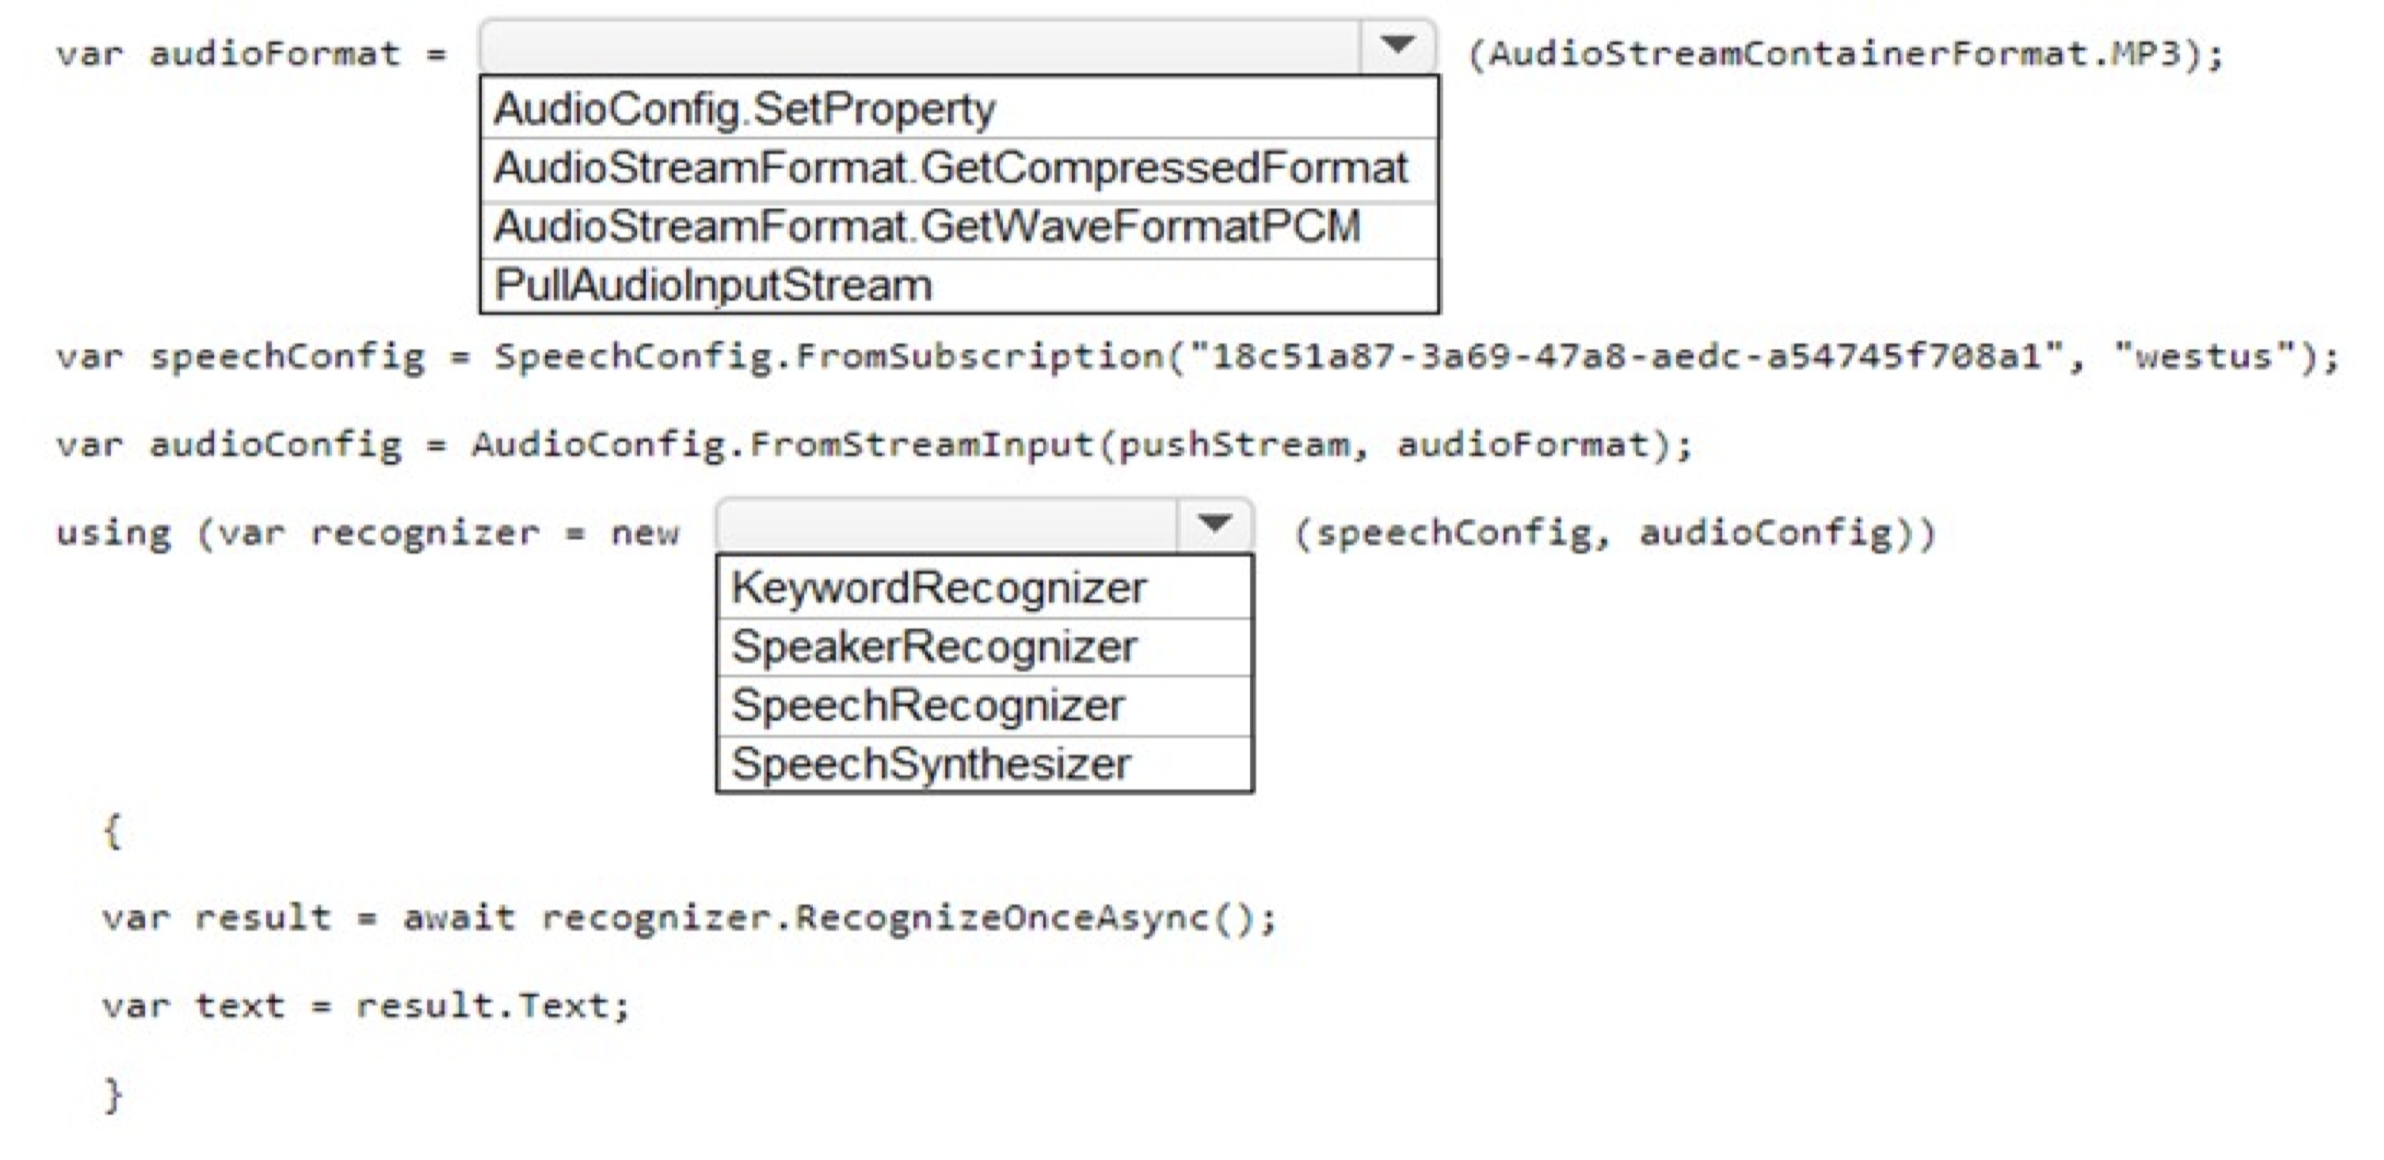 var audioFormat = (AudioStreamContainerFormat.MP3);
AudioConfig.SetProperty
AudioStreamFormat.GetCompressedFormat
AudioStreamFormat.GetWaveFormatPCM
PullAudioInputStream
var speechConfig = SpeechConfig.FromSubscription("18c51a87-3a69-47a8-aedc-a54745f708a1", "westus");
var audioConfig = AudioConfig.FromStreamInput(pushStream, audioFormat);
using (var recognizer = new (speechConfig, audioConfig))
KeywordRecognizer
SpeakerRecognizer
SpeechRecognizer
SpeechSynthesizer
{
var result = await recognizer.RecognizeOnceAsync();
var text = result.Text;
}